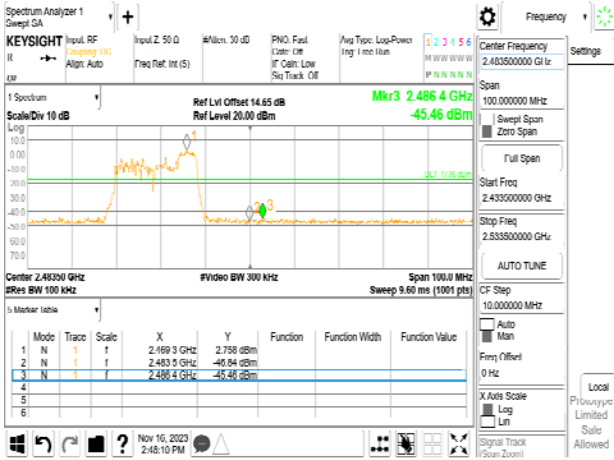 Spectrum Analyzer 1
Swept SA
+
Frequency
KEYSIGHT
Input: RF
Coupling: DC
Align: Auto
Input Z: 50 Ω
Freq Ref: Int (S)
#Atten: 30 dB
PNO: Fast
Gate: Off
IF Gain: Low
Sig Track: Off
Avg Type: Log-Power
Trig: Free Run
1 2 3 4 5 6
M W W W W W
P N N N N N
Center Frequency
2.483500000 GHz
Settings
Span
100.000000 MHz
Swept Span
Zero Span
Full Span
Start Freq
2.433500000 GHz
Stop Freq
2.533500000 GHz
AUTO TUNE
CF Step
10.000000 MHz
Auto
Man
Freq Offset
0 Hz
X Axis Scale
Log
Lin
Signal Track
(Span Zoom)
Local
Prototype
Limited
Sale
Allowed
1 Spectrum
Scale/Div 10 dB
Ref Lvl Offset 14.65 dB
Ref Level 20.00 dBm
Mkr3 2.486 4 GHz
-45.46 dBm
Log
10.0
0.00
-10.0
-20.0
30.0
-40.0
-50.0
60.0
70.0
1
2
3
Center 2.48350 GHz
#Res BW 100 kHz
#Video BW 300 kHz
Span 100.0 MHz
Sweep 9.60 ms (1001 pts)
5 Marker Table
Mode Trace Scale X Y Function Function Width Function Value
1 N 1 f 2.469 3 GHz 2.758 dBm
2 N 1 f 2.483 5 GHz -46.84 dBm
3 N 1 f 2.486 4 GHz -45.46 dBm
4
5
6
?
Nov 16, 2023
2:48:10 PM